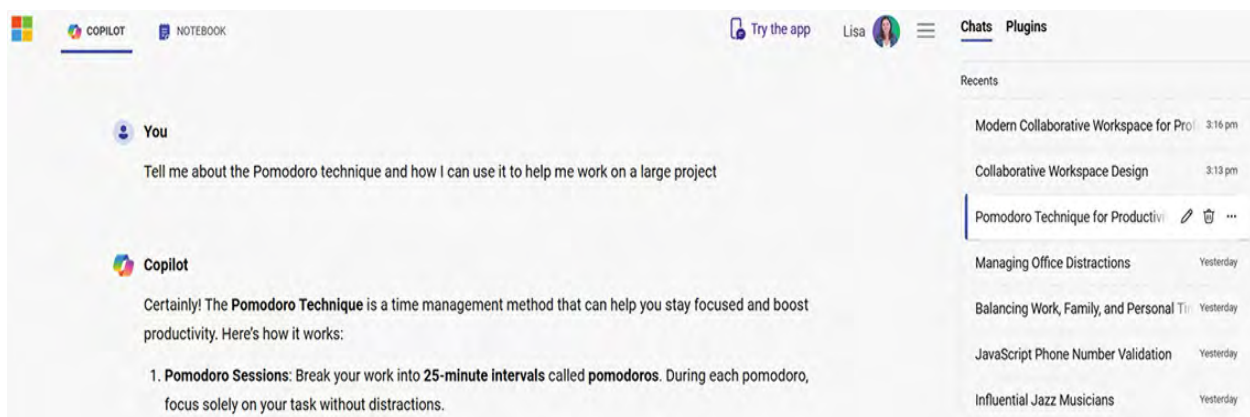 COPILOT
NOTEBOOK
Try the app
Lisa
Chats Plugins
Recents
Modern Collaborative Workspace for Pro 3:16 pm
Collaborative Workspace Design 3:13 pm
Pomodoro Technique for Productivi ...
Managing Office Distractions Yesterday
Balancing Work, Family, and Personal Ti Yesterday
JavaScript Phone Number Validation Yesterday
Influential Jazz Musicians Yesterday
You
Tell me about the Pomodoro technique and how I can use it to help me work on a large project
Copilot
Certainly! The Pomodoro Technique is a time management method that can help you stay focused and boost
productivity. Here’s how it works:
1. Pomodoro Sessions: Break your work into 25-minute intervals called pomodoros. During each pomodoro,
focus solely on your task without distractions.